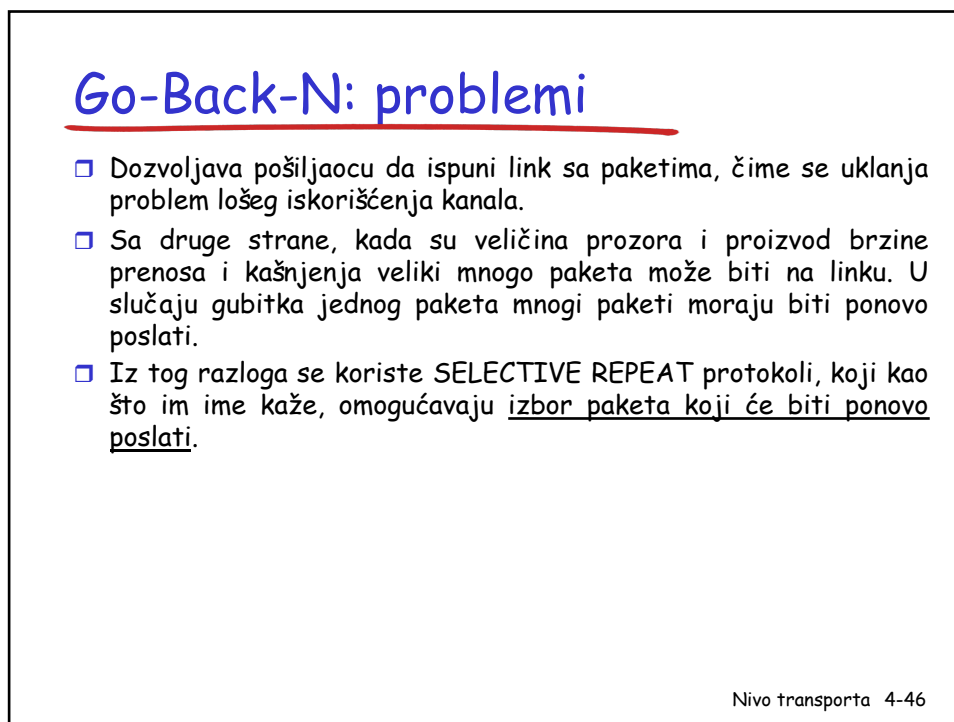 Go-Back-N: problemi
Dozvoljava pošiljaocu da ispuni link sa paketima, čime se uklanja
problem lošeg iskorišćenja kanala.
Sa druge strane, kada su veličina prozora i proizvod brzine
prenosa i kašnjenja veliki mnogo paketa može biti na linku. U
slučaju gubitka jednog paketa mnogi paketi moraju biti ponovo
poslati.
Iz tog razloga se koriste SELECTIVE REPEAT protokoli, koji kao
što im ime kaže, omogućavaju izbor paketa koji će biti ponovo
poslati.
Nivo transporta 4-46